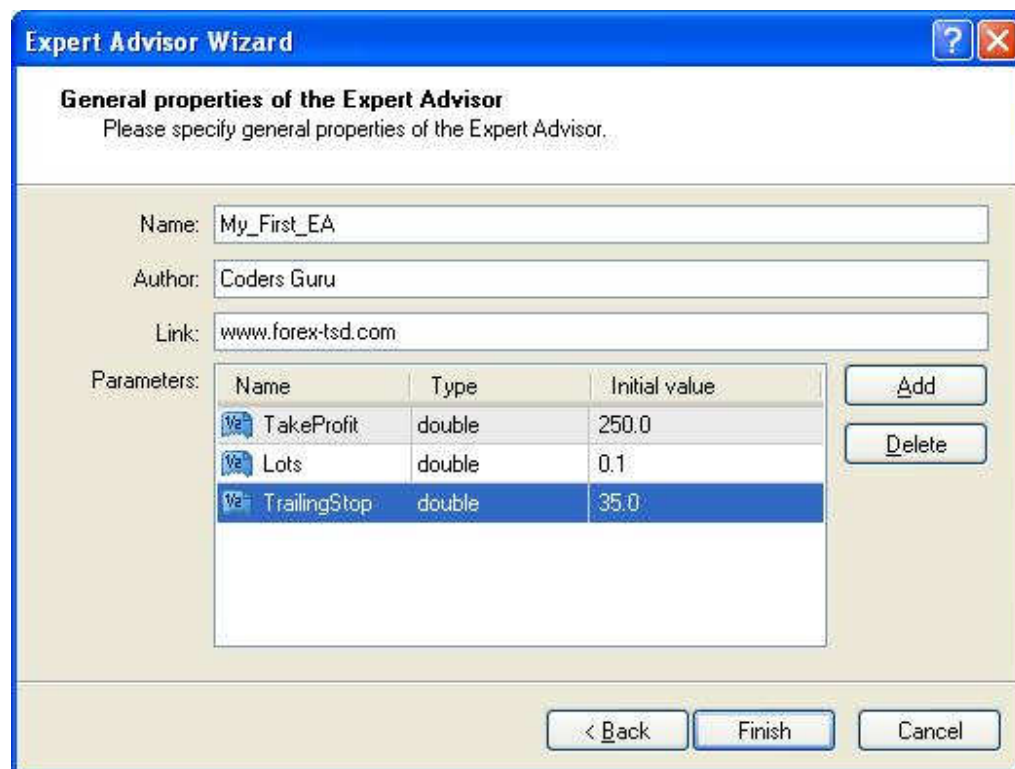 Expert Advisor Wizard
General properties of the Expert Advisor
Please specify general properties of the Expert Advisor.
Name: My_First_EA
Author: Coders Guru
Link: www.forex-tsd.com
Parameters: Name Type Initial value Add
TakeProfit double 250.0
Delete
Lots double 0.1
TrailingStop double 35.0
< Back Finish Cancel